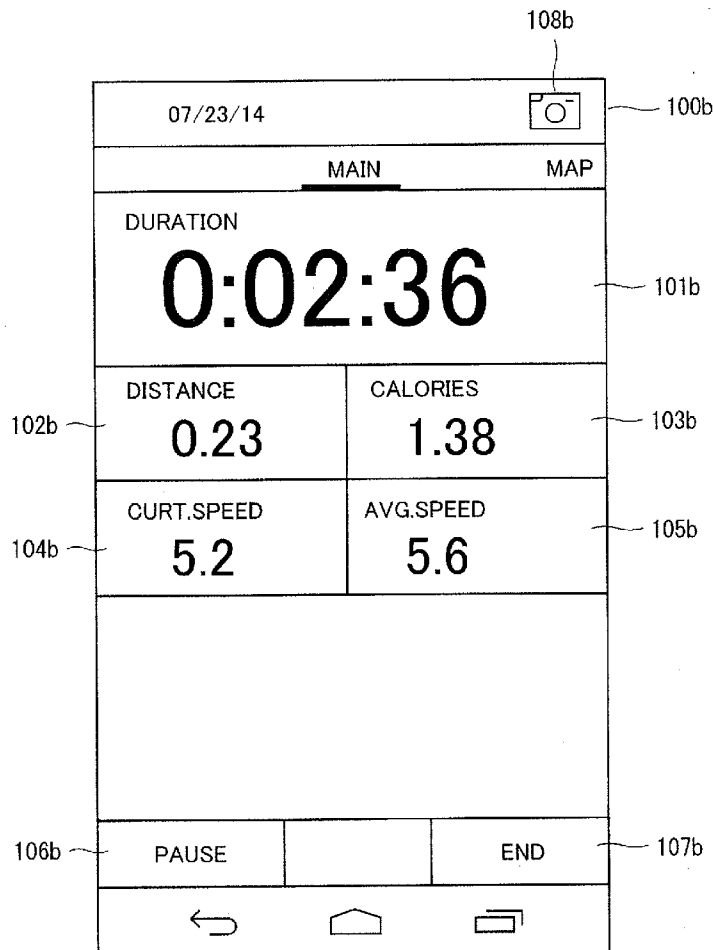 108b
07/23/14
100b
MAIN MAP
DURATION
0:02:36
101b
DISTANCE CALORIES
102b 0.23 1.38 103b
CURT.SPEED AVG.SPEED
104b 5.2 5.6 105b
106b PAUSE END 107b